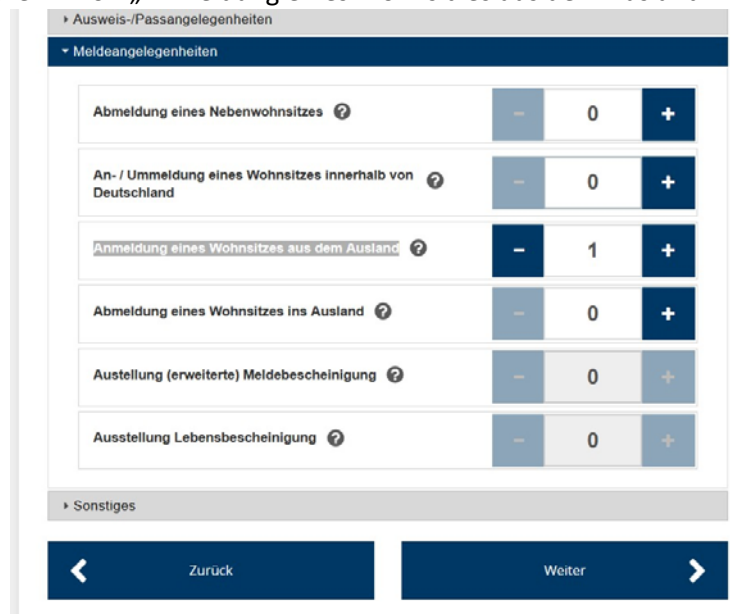 Ausweis-/Passangelegenheiten
Meldeangelegenheiten
Abmeldung eines Nebenwohnsitzes ?
- 0 +
An- / Ummeldung eines Wohnsitzes innerhalb von
Deutschland ?
- 0 +
Anmeldung eines Wohnsitzes aus dem Ausland ?
- 1 +
Abmeldung eines Wohnsitzes ins Ausland ?
- 0 +
Austellung (erweiterte) Meldebescheinigung ?
- 0 +
Ausstellung Lebensbescheinigung ?
- 0 +
Sonstiges
Zurück
Weiter